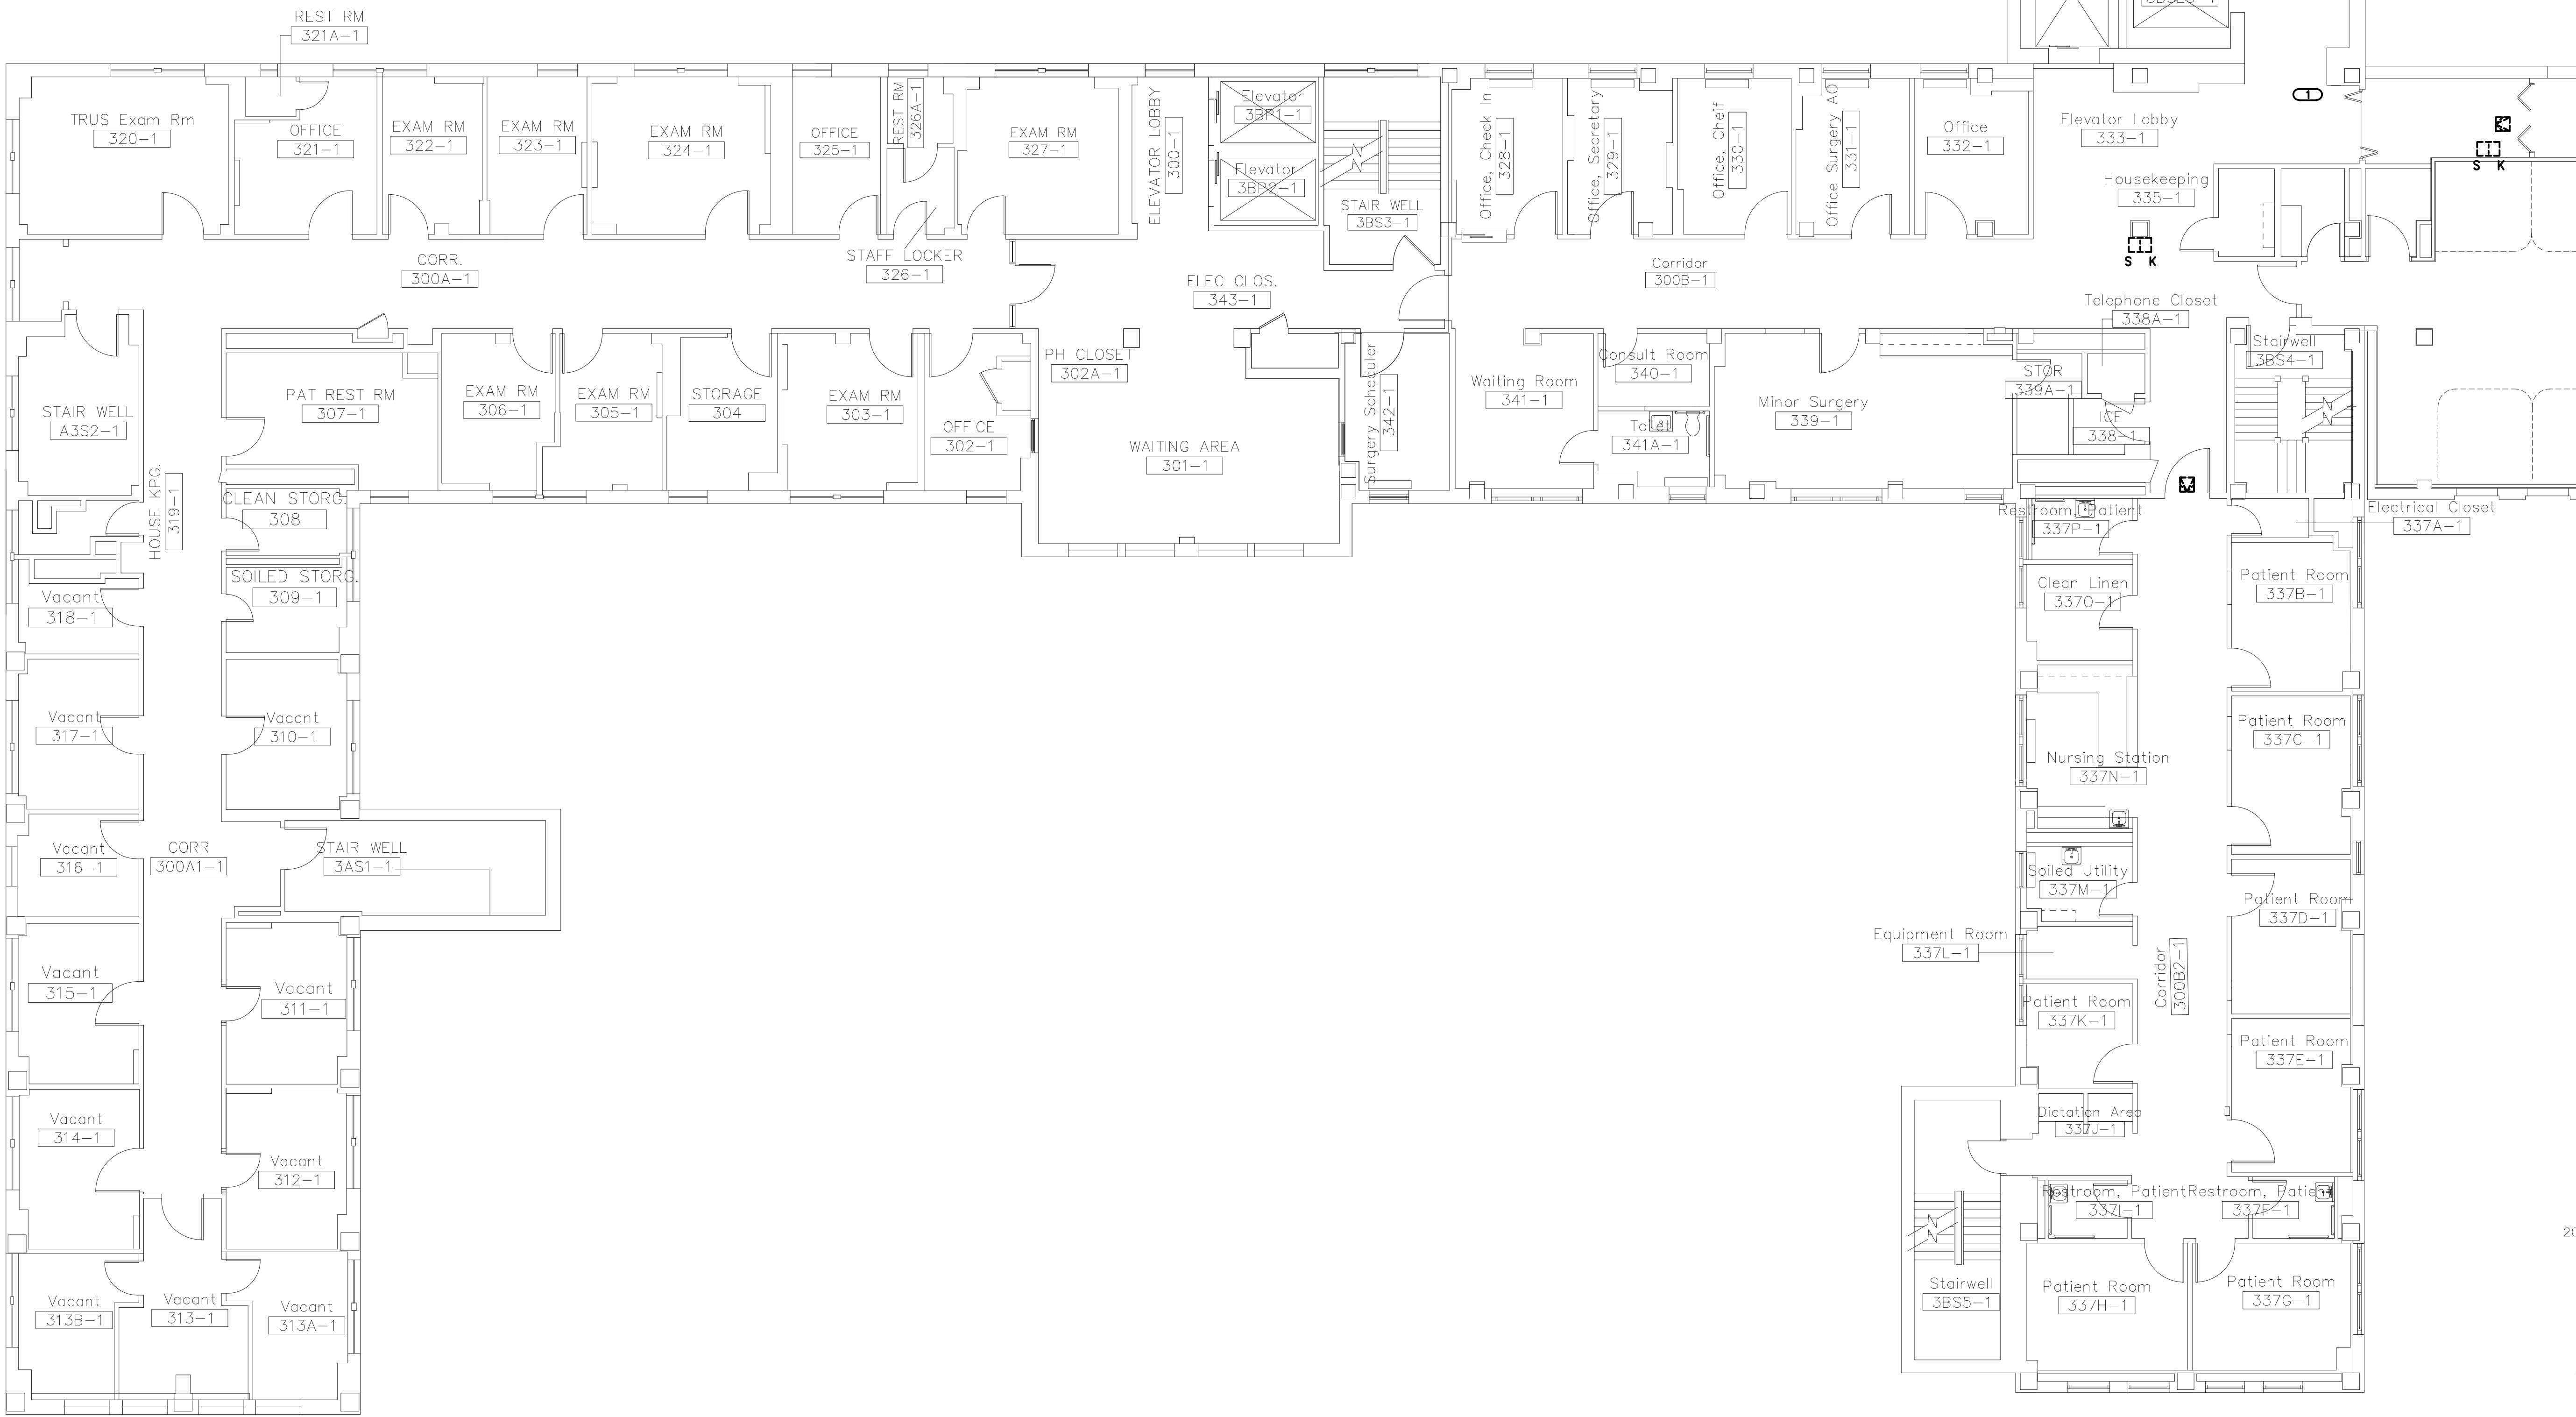 REST RM
321A-1
TRUS Exam Rm
320-1
OFFICE
321-1
EXAM RM
322-1
EXAM RM
323-1
EXAM RM
324-1
OFFICE
325-1
REST RM
326A-1
EXAM RM
327-1
ELEVATOR LOBBY
300-1
Elevator
3BP1-1
Elevator
3BP2-1
STAIR WELL
3BS3-1
Office, Check In
328-1
Office, Secretary
329-1
Office, Cheif
330-1
Office Surgery AO
331-1
Office
332-1
Elevator Lobby
333-1
1
S K
Housekeeping
335-1
S K
CORR.
300A-1
STAFF LOCKER
326-1
ELEC CLOS.
343-1
Corridor
300B-1
Telephone Closet
338A-1
STAIR WELL
A3S2-1
PAT REST RM
307-1
EXAM RM
306-1
EXAM RM
305-1
STORAGE
304
EXAM RM
303-1
OFFICE
302-1
PH CLOSET
302A-1
WAITING AREA
301-1
Surgery Scheduler
342-1
Waiting Room
341-1
Consult Room
340-1
Toilet
341A-1
Minor Surgery
339-1
STOR
339A-1
ICE
338-1
Stairwell
3BS4-1
HOUSE KPG.
319-1
CLEAN STORG.
308
SOILED STORG.
309-1
Vacant
318-1
Vacant
317-1
Vacant
310-1
Vacant
316-1
CORR
300A1-1
STAIR WELL
3AS1-1
Vacant
315-1
Vacant
311-1
Vacant
314-1
Vacant
312-1
Vacant
313B-1
Vacant
313-1
Vacant
313A-1
Restroom, Patient
337P-1
Electrical Closet
337A-1
Clean Linen
337O-1
Patient Room
337B-1
Patient Room
337C-1
Nursing Station
337N-1
Soiled Utility
337M-1
Patient Room
337D-1
Equipment Room
337L-1
Corridor
300B2-1
Patient Room
337K-1
Patient Room
337E-1
Dictation Area
337J-1
Restroom, Patient
337I-1
Restroom, Patient
337F-1
Stairwell
3BS5-1
Patient Room
337H-1
Patient Room
337G-1
20